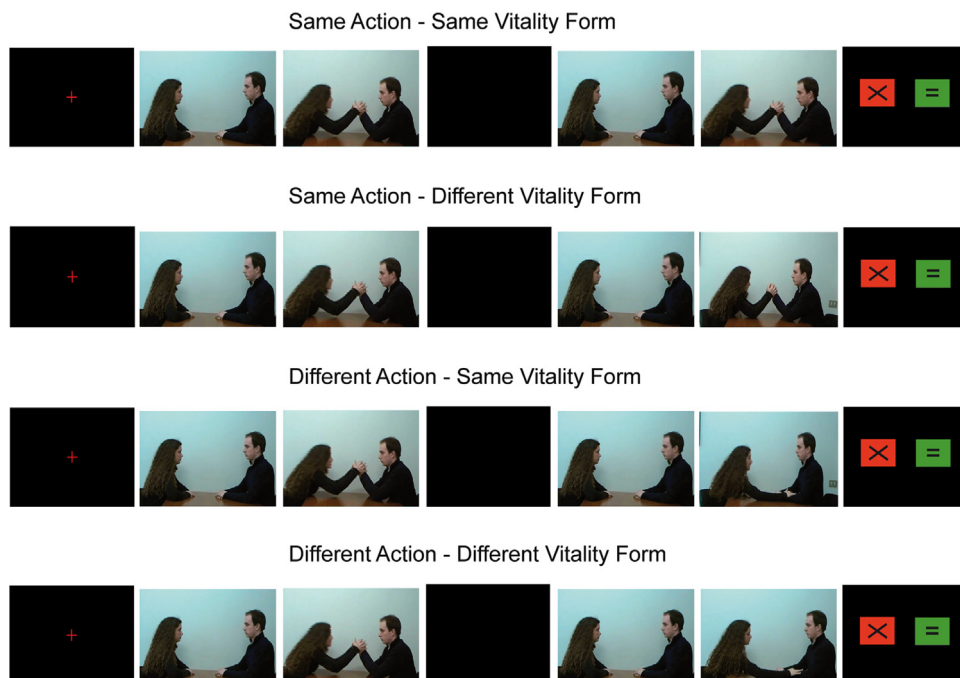 Same Action - Same Vitality Form
+
× =
Same Action - Different Vitality Form
+
× =
Different Action - Same Vitality Form
+
× =
Different Action - Different Vitality Form
+
× =